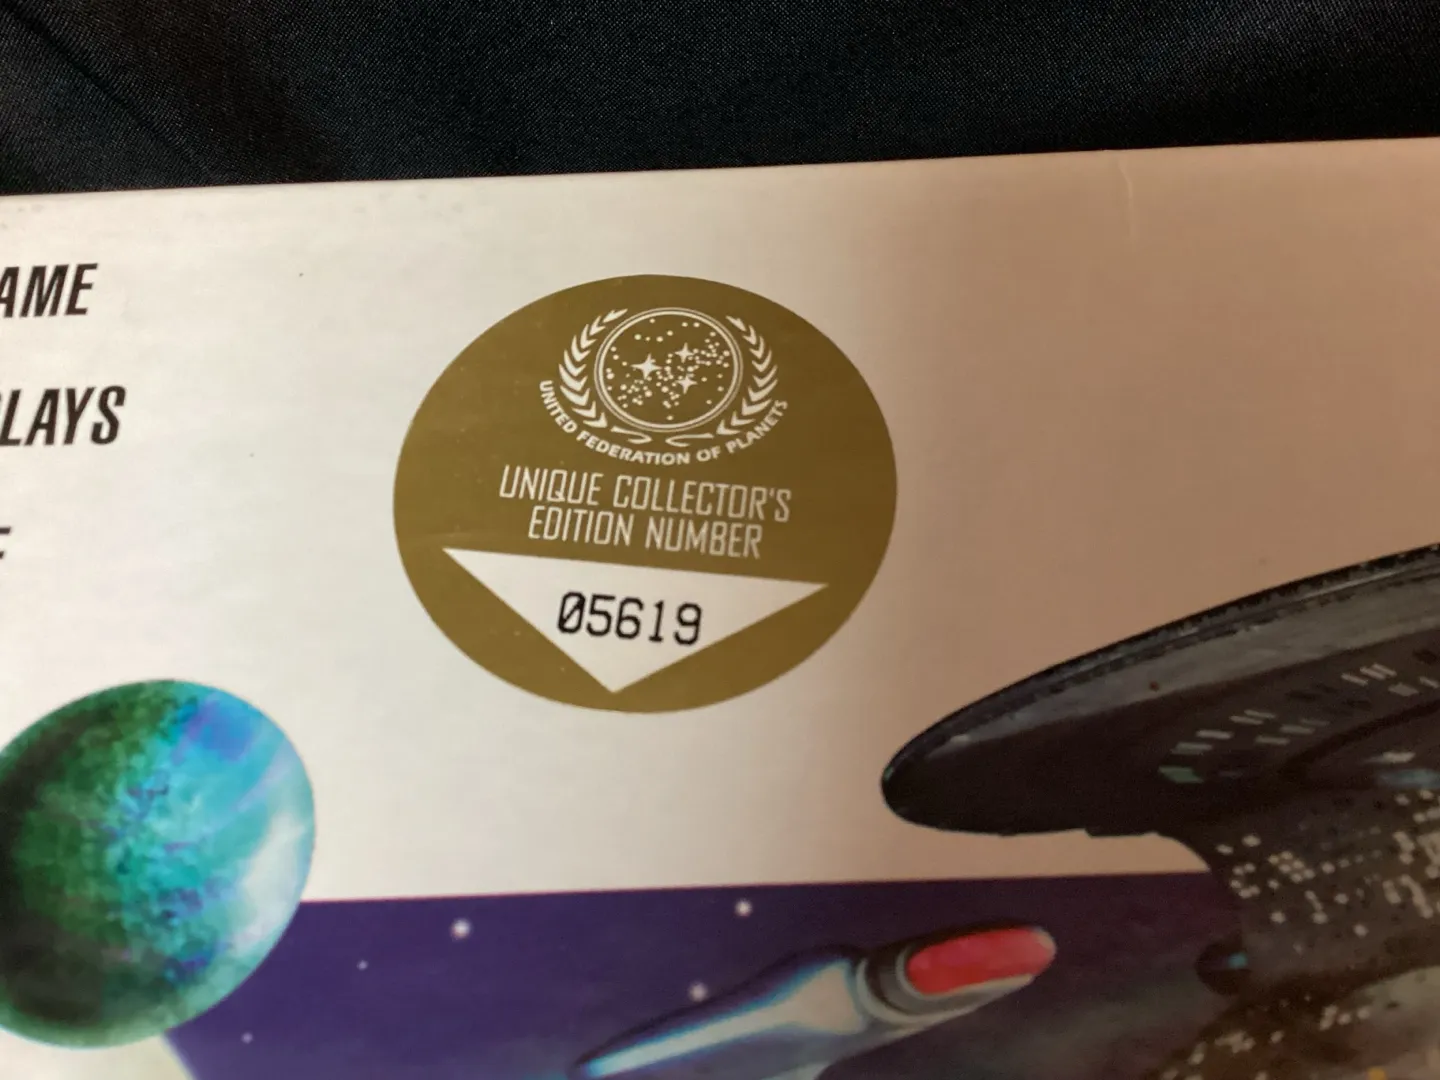 AME
LAYS
UNITED FEDERATION OF PLANETS
UNIQUE COLLECTOR'S
EDITION NUMBER
05619